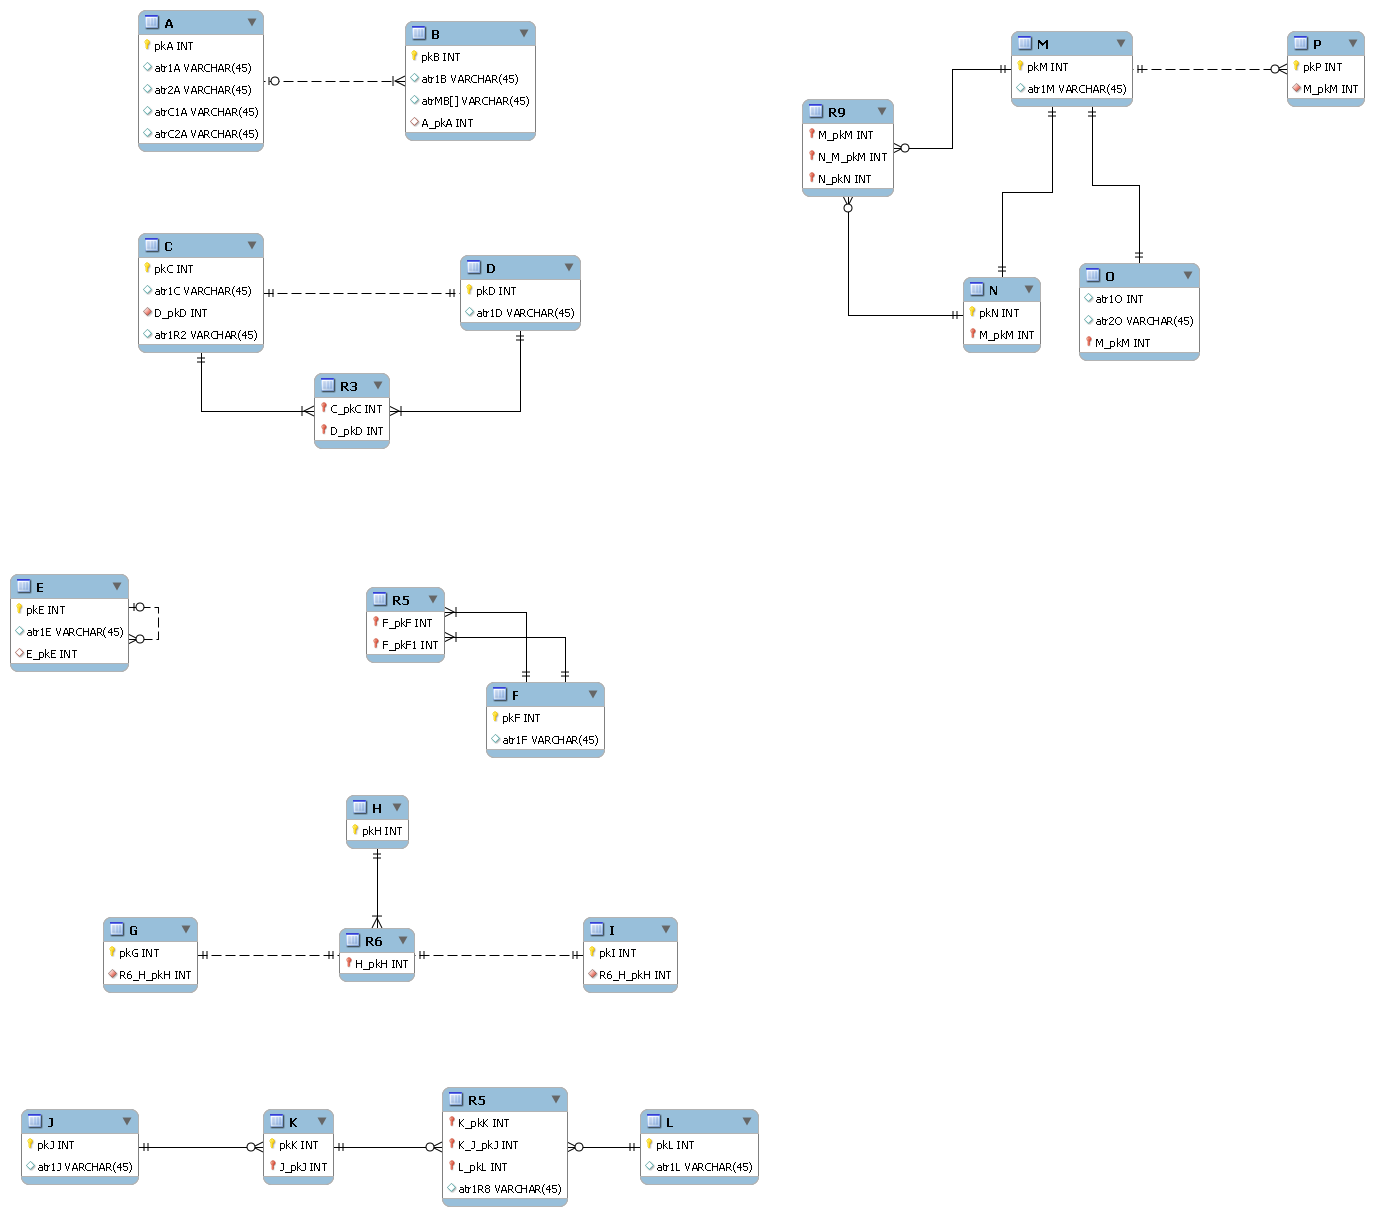 A
pkA INT
atr1A VARCHAR(45)
atr2A VARCHAR(45)
atrC1A VARCHAR(45)
atrC2A VARCHAR(45)
B
pkB INT
atr1B VARCHAR(45)
atrMB[] VARCHAR(45)
A_pkA INT
M
pkM INT
atr1M VARCHAR(45)
P
pkP INT
M_pkM INT
R9
M_pkM INT
N_M_pkM INT
N_pkN INT
C
pkC INT
atr1C VARCHAR(45)
D_pkD INT
atr1R2 VARCHAR(45)
D
pkD INT
atr1D VARCHAR(45)
N
pkN INT
M_pkM INT
O
atr1O INT
atr2O VARCHAR(45)
M_pkM INT
R3
C_pkC INT
D_pkD INT
E
pkE INT
atr1E VARCHAR(45)
E_pkE INT
R5
F_pkF INT
F_pkF1 INT
F
pkF INT
atr1F VARCHAR(45)
H
pkH INT
G
pkG INT
R6_H_pkH INT
R6
H_pkH INT
I
pkI INT
R6_H_pkH INT
J
pkJ INT
atr1J VARCHAR(45)
K
pkK INT
J_pkJ INT
R5
K_pkK INT
K_J_pkJ INT
L_pkL INT
atr1R8 VARCHAR(45)
L
pkL INT
atr1L VARCHAR(45)